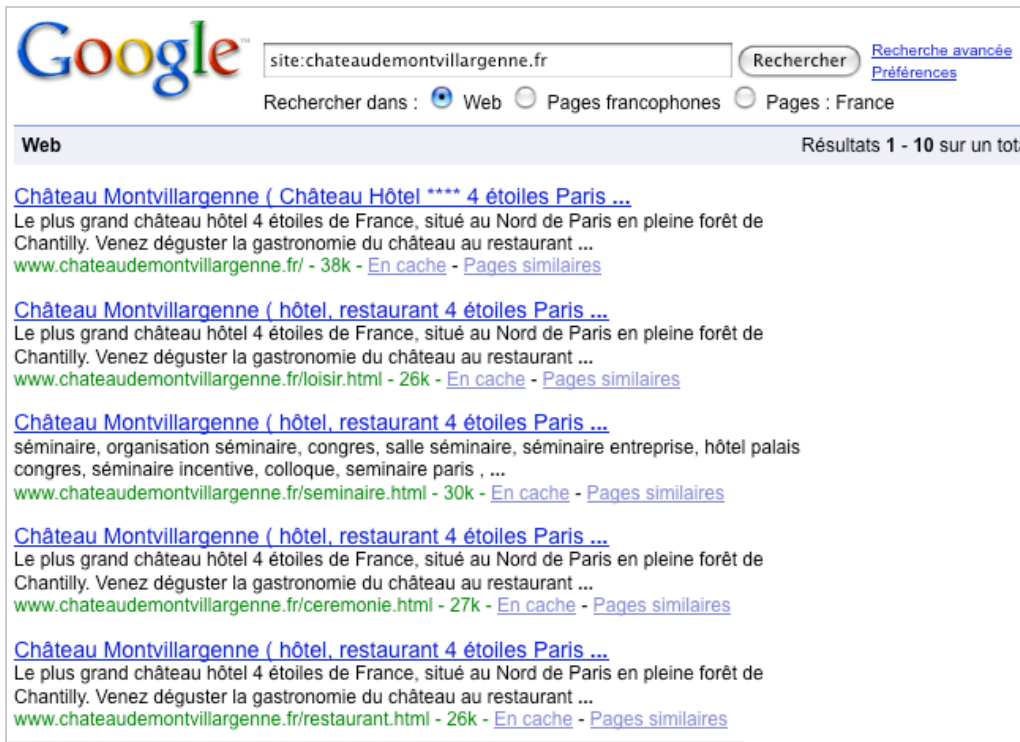 Google™
site:chateaudemontvillargenne.fr
Rechercher
Recherche avancée
Préférences
Rechercher dans : Web Pages francophones Pages : France
Web Résultats 1 - 10 sur un tot
Château Montvillargenne ( Château Hôtel **** 4 étoiles Paris ...
Le plus grand château hôtel 4 étoiles de France, situé au Nord de Paris en pleine forêt de
Chantilly. Venez déguster la gastronomie du château au restaurant ...
www.chateaudemontvillargenne.fr/ - 38k - En cache - Pages similaires
Château Montvillargenne ( hôtel, restaurant 4 étoiles Paris ...
Le plus grand château hôtel 4 étoiles de France, situé au Nord de Paris en pleine forêt de
Chantilly. Venez déguster la gastronomie du château au restaurant ...
www.chateaudemontvillargenne.fr/loisir.html - 26k - En cache - Pages similaires
Château Montvillargenne ( hôtel, restaurant 4 étoiles Paris ...
séminaire, organisation séminaire, congres, salle séminaire, séminaire entreprise, hôtel palais
congres, séminaire incentive, colloque, seminaire paris , ...
www.chateaudemontvillargenne.fr/seminaire.html - 30k - En cache - Pages similaires
Château Montvillargenne ( hôtel, restaurant 4 étoiles Paris ...
Le plus grand château hôtel 4 étoiles de France, situé au Nord de Paris en pleine forêt de
Chantilly. Venez déguster la gastronomie du château au restaurant ...
www.chateaudemontvillargenne.fr/ceremonie.html - 27k - En cache - Pages similaires
Château Montvillargenne ( hôtel, restaurant 4 étoiles Paris ...
Le plus grand château hôtel 4 étoiles de France, situé au Nord de Paris en pleine forêt de
Chantilly. Venez déguster la gastronomie du château au restaurant ...
www.chateaudemontvillargenne.fr/restaurant.html - 26k - En cache - Pages similaires